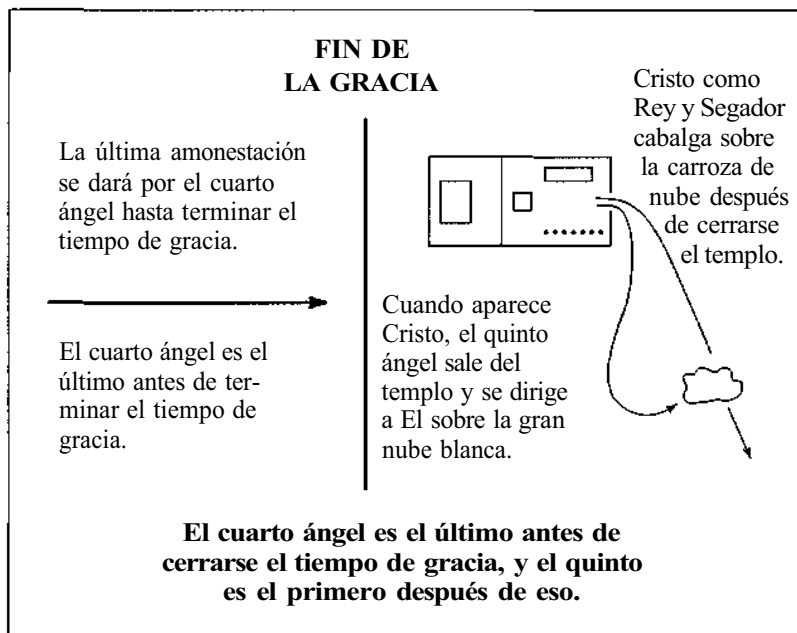 FIN DE
LA GRACIA
La última amonestación
se dará por el cuarto
ángel hasta terminar el
tiempo de gracia.
El cuarto ángel es el
último antes de ter-
minar el tiempo de
gracia.
Cristo como
Rey y Segador
cabalga sobre
la carroza de
nube después
de cerrarse
el templo.
Cuando aparece
Cristo, el quinto
ángel sale del
templo y se dirige
a El sobre la gran
nube blanca.
El cuarto ángel es el último antes de
cerrarse el tiempo de gracia, y el quinto
es el primero después de eso.